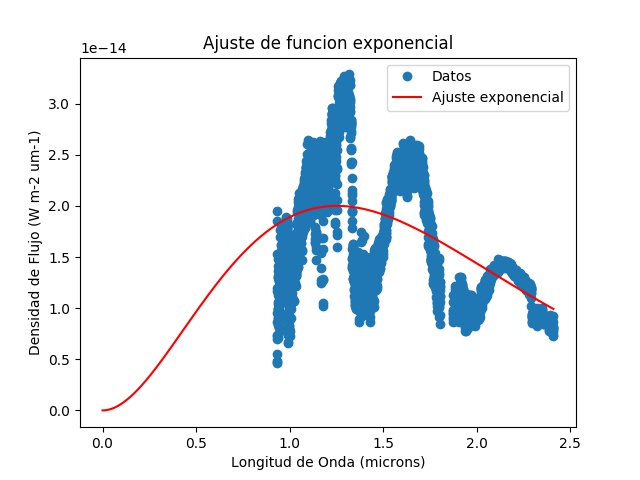 Ajuste de funcion exponencial
1e−14
Datos
Ajuste exponencial
3.0
2.5
2.0
1.5
1.0
0.5
0.0
Densidad de Flujo (W m-2 um-1)
0.0 0.5 1.0 1.5 2.0 2.5
Longitud de Onda (microns)